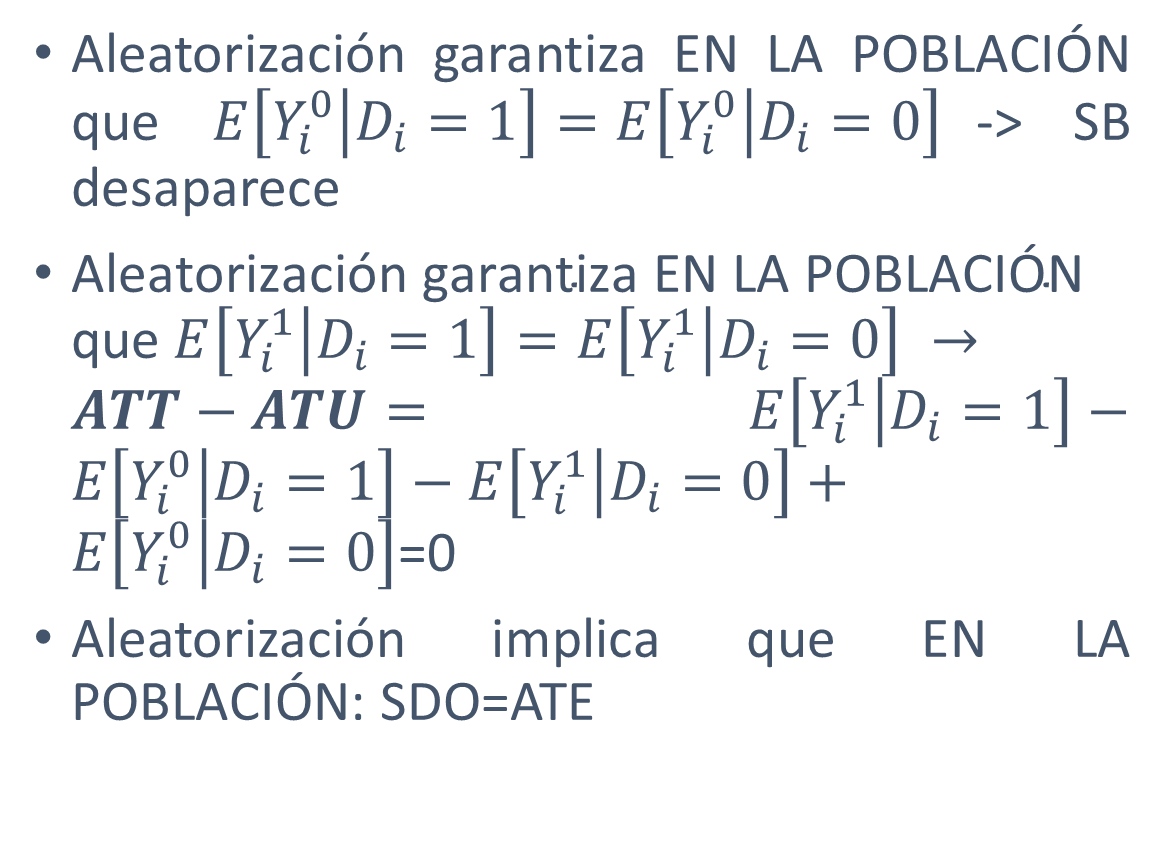 • Aleatorización garantiza EN LA POBLACIÓN
que E[Y_i^0|D_i = 1] = E[Y_i^0|D_i = 0] -> SB
desaparece
• Aleatorización garantiza EN LA POBLACIÓN
que E[Y_i^1|D_i = 1] = E[Y_i^1|D_i = 0] →
ATT − ATU = E[Y_i^1|D_i = 1] −
E[Y_i^0|D_i = 1] − E[Y_i^1|D_i = 0] +
E[Y_i^0|D_i = 0]=0
• Aleatorización implica que EN LA
POBLACIÓN: SDO=ATE